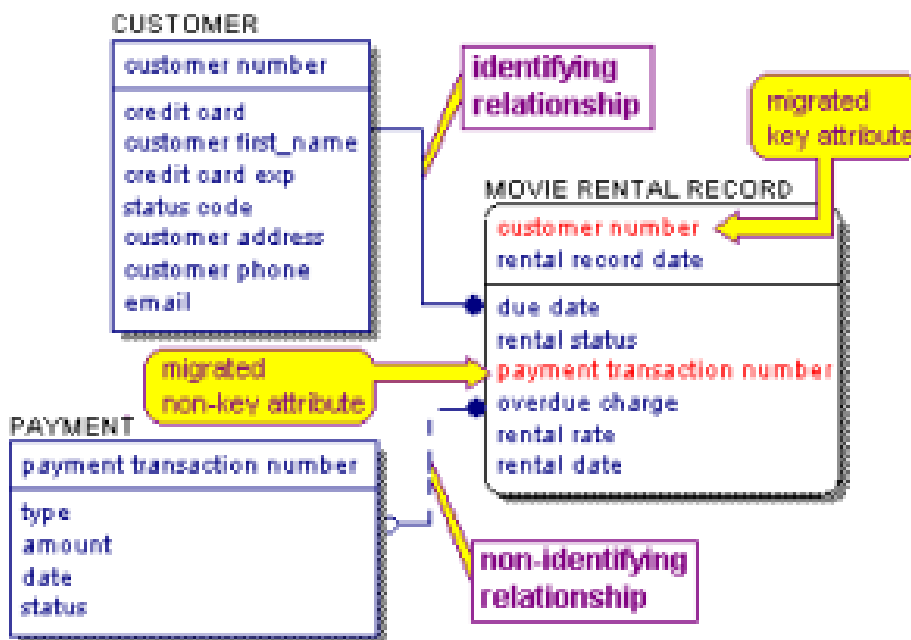 CUSTOMER
customer number
credit card
customer first_name
credit card exp
status code
customer address
customer phone
email
identifying
relationship
migrated
key attribute
MOVIE RENTAL RECORD
customer number
rental record date
due date
rental status
payment transaction number
overdue charge
rental rate
rental date
migrated
non-key attribute
PAYMENT
payment transaction number
type
amount
date
status
non-identifying
relationship